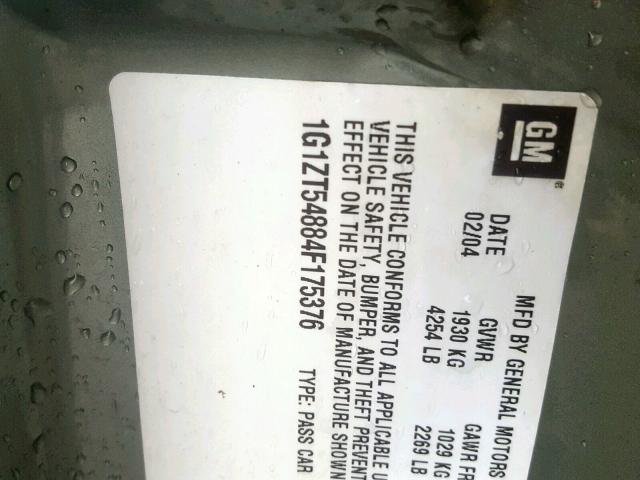 GM®
MFD BY GENERAL MOTORS
DATE GVWR GAWR FR
02/04 1930 KG 1029 KG
4254 LB 2269 LB
THIS VEHICLE CONFORMS TO ALL APPLICABLE U
VEHICLE SAFETY, BUMPER, AND THEFT PREVENT
EFFECT ON THE DATE OF MANUFACTURE SHOWN
1G1ZT54884F175376 TYPE: PASS CAR